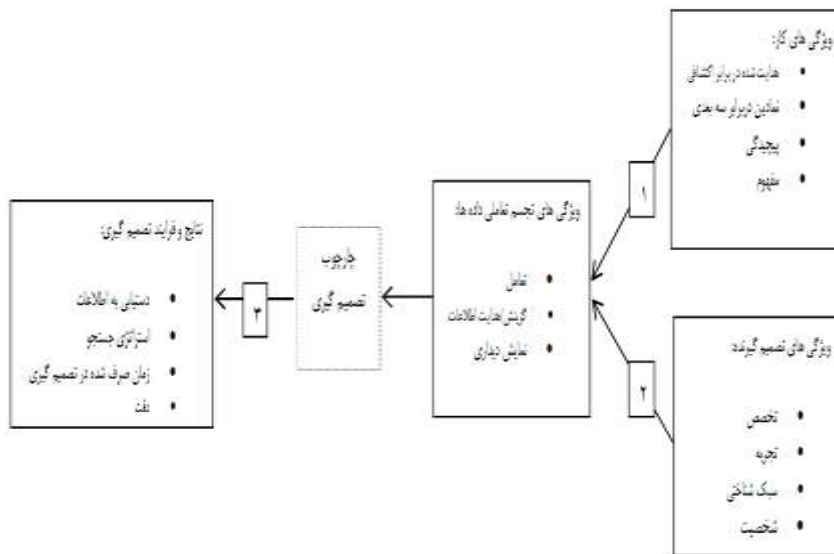 ویژگی های کار:
هدایت شده در برابر اکتشافی
نمادین در برابر سه بعدی
پیچیدگی
مفهوم
۱
ویژگی های تصمیم گیرنده:
تخصص
تجربه
سبک شناختی
شخصیت
۲
ویژگی های تجسم تعاملی داده ها:
تعامل
گزینش/هدایت اطلاعات
نمایش دیداری
چارچوب
تصمیم گیری
۳
نتایج و فرایند تصمیم گیری:
دستیابی به اطلاعات
استراتژی جستجو
زمان صرف شده در تصمیم گیری
دقت